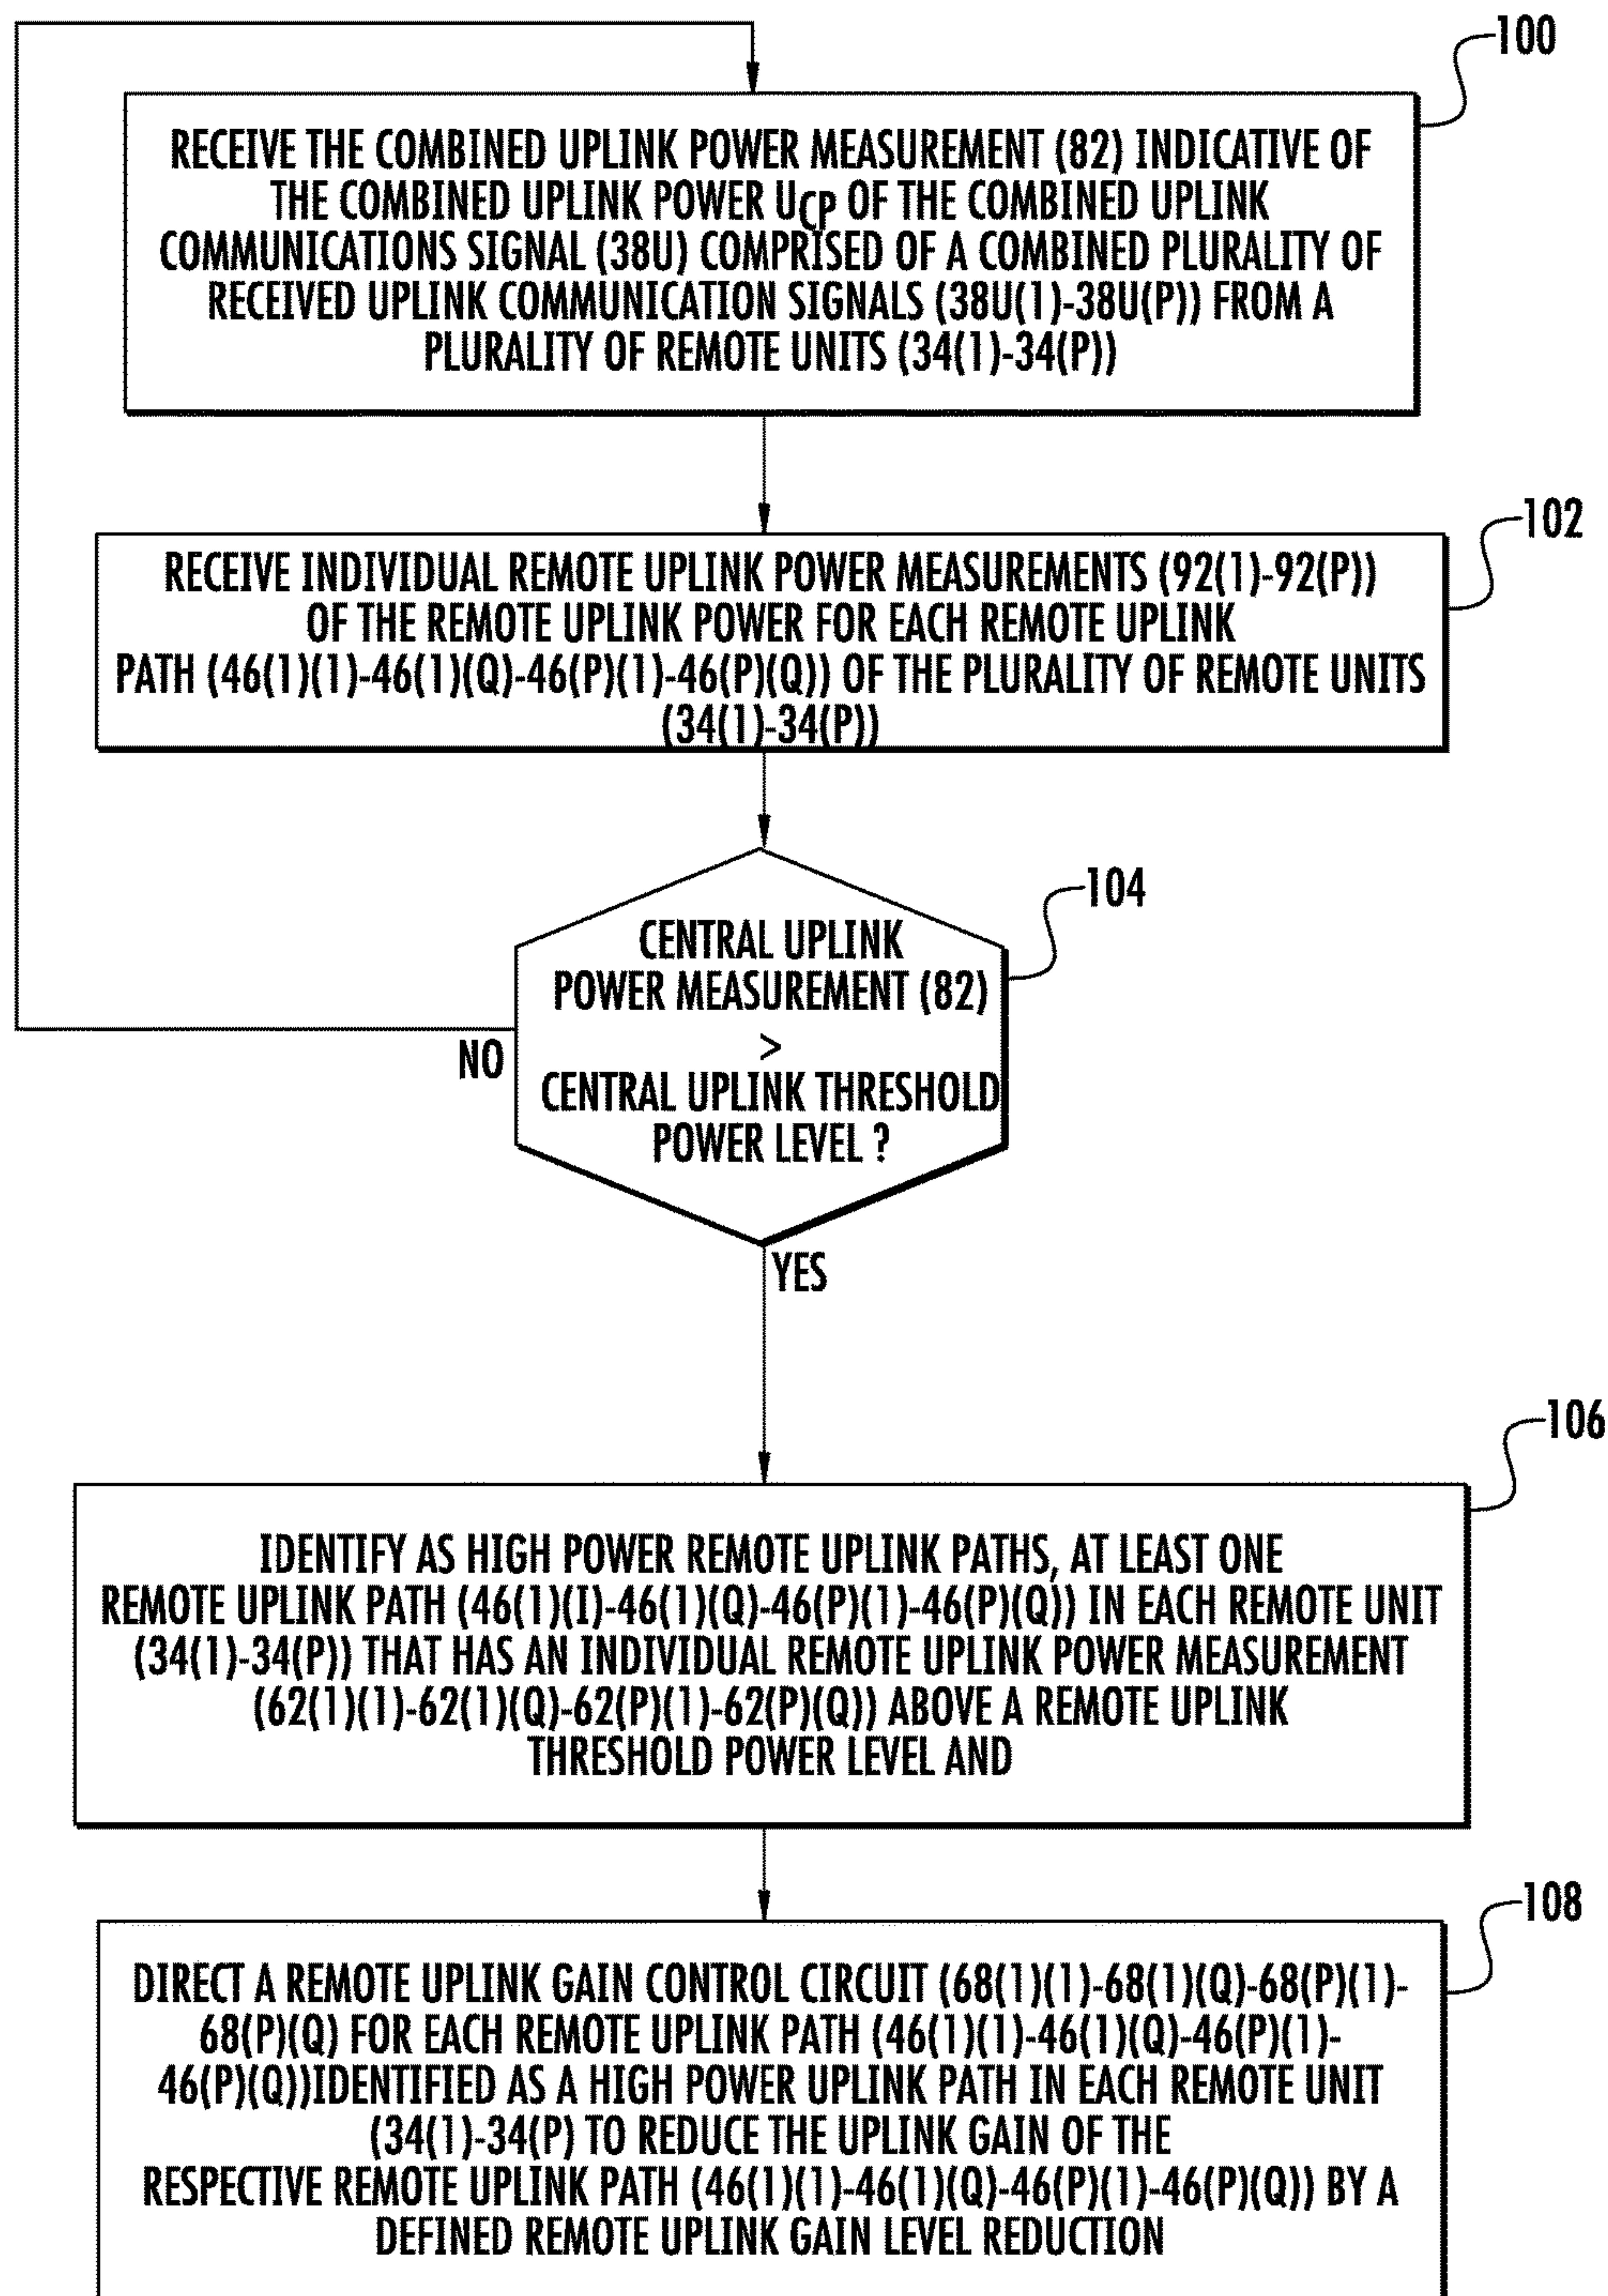 100
RECEIVE THE COMBINED UPLINK POWER MEASUREMENT (82) INDICATIVE OF
THE COMBINED UPLINK POWER UCP OF THE COMBINED UPLINK
COMMUNICATIONS SIGNAL (38U) COMPRISED OF A COMBINED PLURALITY OF
RECEIVED UPLINK COMMUNICATION SIGNALS (38U(1)-38U(P)) FROM A
PLURALITY OF REMOTE UNITS (34(1)-34(P))
102
RECEIVE INDIVIDUAL REMOTE UPLINK POWER MEASUREMENTS (92(1)-92(P))
OF THE REMOTE UPLINK POWER FOR EACH REMOTE UPLINK
PATH (46(1)(1)-46(1)(Q)-46(P)(1)-46(P)(Q)) OF THE PLURALITY OF REMOTE UNITS
(34(1)-34(P))
104
CENTRAL UPLINK
POWER MEASUREMENT (82)
>
CENTRAL UPLINK THRESHOLD
POWER LEVEL ?
NO
YES
106
IDENTIFY AS HIGH POWER REMOTE UPLINK PATHS, AT LEAST ONE
REMOTE UPLINK PATH (46(1)(I)-46(1)(Q)-46(P)(1)-46(P)(Q)) IN EACH REMOTE UNIT
(34(1)-34(P)) THAT HAS AN INDIVIDUAL REMOTE UPLINK POWER MEASUREMENT
(62(1)(1)-62(1)(Q)-62(P)(1)-62(P)(Q)) ABOVE A REMOTE UPLINK
THRESHOLD POWER LEVEL AND
108
DIRECT A REMOTE UPLINK GAIN CONTROL CIRCUIT (68(1)(1)-68(1)(Q)-68(P)(1)-
68(P)(Q) FOR EACH REMOTE UPLINK PATH (46(1)(1)-46(1)(Q)-46(P)(1)-
46(P)(Q))IDENTIFIED AS A HIGH POWER UPLINK PATH IN EACH REMOTE UNIT
(34(1)-34(P) TO REDUCE THE UPLINK GAIN OF THE
RESPECTIVE REMOTE UPLINK PATH (46(1)(1)-46(1)(Q)-46(P)(1)-46(P)(Q)) BY A
DEFINED REMOTE UPLINK GAIN LEVEL REDUCTION